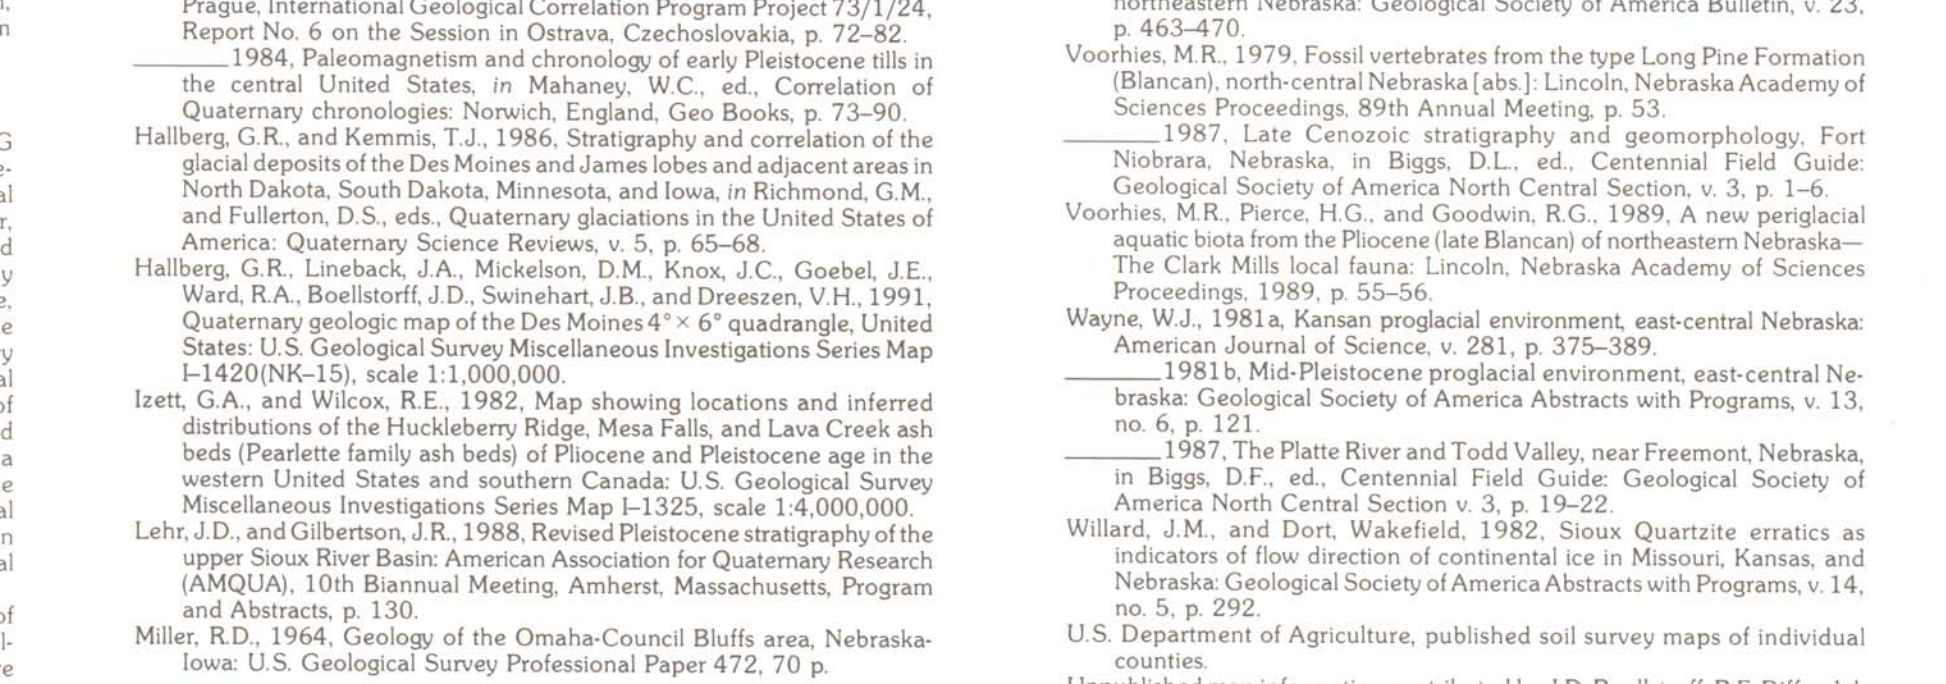 Prague, International Geological Correlation Program Project 73/1/24,
Report No. 6 on the Session in Ostrava, Czechoslovakia, p. 72–82.
________1984, Paleomagnetism and chronology of early Pleistocene tills in
the central United States, in Mahaney, W.C., ed., Correlation of
Quaternary chronologies: Norwich, England, Geo Books, p. 73–90.
Hallberg, G.R., and Kemmis, T.J., 1986, Stratigraphy and correlation of the
glacial deposits of the Des Moines and James lobes and adjacent areas in
North Dakota, South Dakota, Minnesota, and Iowa, in Richmond, G.M.,
and Fullerton, D.S., eds., Quaternary glaciations in the United States of
America: Quaternary Science Reviews, v. 5, p. 65–68.
Hallberg, G.R., Lineback, J.A., Mickelson, D.M., Knox, J.C., Goebel, J.E.,
Ward, R.A., Boellstorff, J.D., Swinehart, J.B., and Dreeszen, V.H., 1991,
Quaternary geologic map of the Des Moines 4° × 6° quadrangle, United
States: U.S. Geological Survey Miscellaneous Investigations Series Map
I–1420(NK–15), scale 1:1,000,000.
Izett, G.A., and Wilcox, R.E., 1982, Map showing locations and inferred
distributions of the Huckleberry Ridge, Mesa Falls, and Lava Creek ash
beds (Pearlette family ash beds) of Pliocene and Pleistocene age in the
western United States and southern Canada: U.S. Geological Survey
Miscellaneous Investigations Series Map I–1325, scale 1:4,000,000.
Lehr, J.D., and Gilbertson, J.R., 1988, Revised Pleistocene stratigraphy of the
upper Sioux River Basin: American Association for Quaternary Research
(AMQUA), 10th Biannual Meeting, Amherst, Massachusetts, Program
and Abstracts, p. 130.
Miller, R.D., 1964, Geology of the Omaha-Council Bluffs area, Nebraska-
Iowa: U.S. Geological Survey Professional Paper 472, 70 p.
northeastern Nebraska: Geological Society of America Bulletin, v. 23,
p. 463–470.
Voorhies, M.R., 1979, Fossil vertebrates from the type Long Pine Formation
(Blancan), north-central Nebraska [abs.]: Lincoln, Nebraska Academy of
Sciences Proceedings, 89th Annual Meeting, p. 53.
________1987, Late Cenozoic stratigraphy and geomorphology, Fort
Niobrara, Nebraska, in Biggs, D.L., ed., Centennial Field Guide:
Geological Society of America North Central Section, v. 3, p. 1–6.
Voorhies, M.R., Pierce, H.G., and Goodwin, R.G., 1989, A new periglacial
aquatic biota from the Pliocene (late Blancan) of northeastern Nebraska—
The Clark Mills local fauna: Lincoln, Nebraska Academy of Sciences
Proceedings, 1989, p. 55–56.
Wayne, W.J., 1981a, Kansan proglacial environment, east-central Nebraska:
American Journal of Science, v. 281, p. 375–389.
________1981b, Mid-Pleistocene proglacial environment, east-central Ne-
braska: Geological Society of America Abstracts with Programs, v. 13,
no. 6, p. 121.
________1987, The Platte River and Todd Valley, near Freemont, Nebraska,
in Biggs, D.F., ed., Centennial Field Guide: Geological Society of
America North Central Section v. 3, p. 19–22.
Willard, J.M., and Dort, Wakefield, 1982, Sioux Quartzite erratics as
indicators of flow direction of continental ice in Missouri, Kansas, and
Nebraska: Geological Society of America Abstracts with Programs, v. 14,
no. 5, p. 292.
U.S. Department of Agriculture, published soil survey maps of individual
counties.